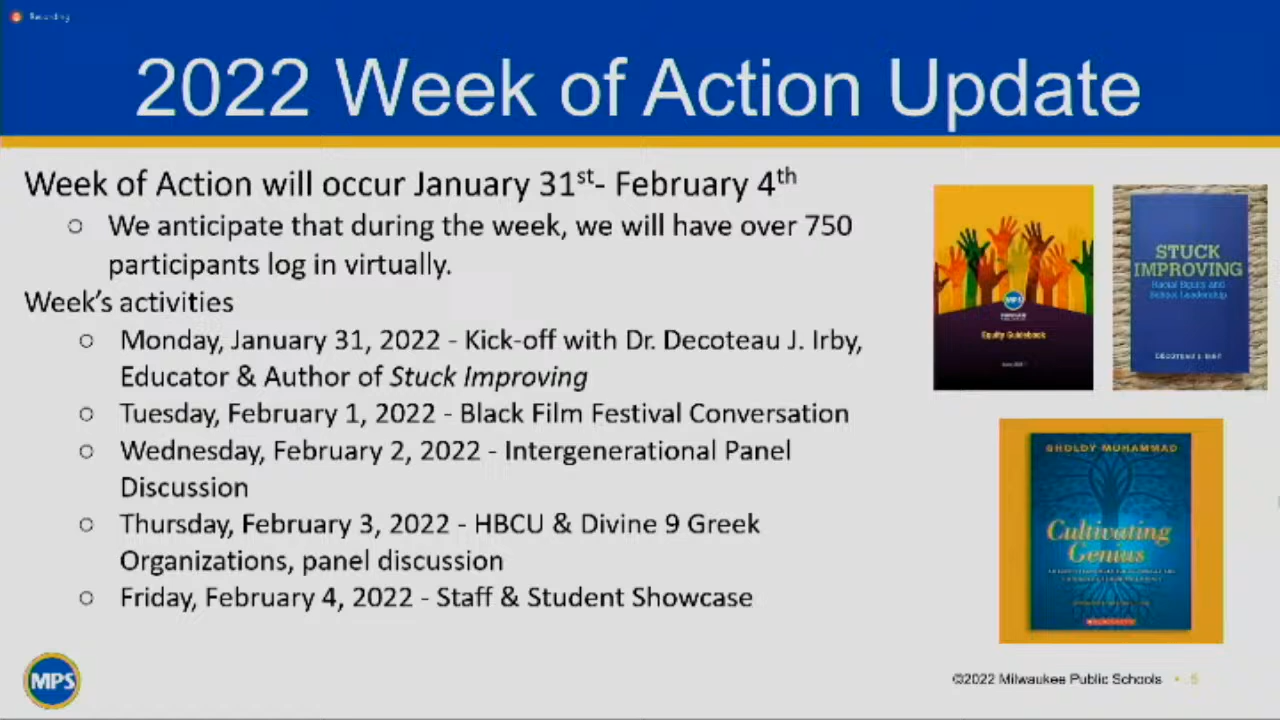 Recording
2022 Week of Action Update
Week of Action will occur January 31st- February 4th
○ We anticipate that during the week, we will have over 750
participants log in virtually.
Week's activities
○ Monday, January 31, 2022 - Kick-off with Dr. Decoteau J. Irby,
Educator & Author of Stuck Improving
○ Tuesday, February 1, 2022 - Black Film Festival Conversation
○ Wednesday, February 2, 2022 - Intergenerational Panel
Discussion
○ Thursday, February 3, 2022 - HBCU & Divine 9 Greek
Organizations, panel discussion
○ Friday, February 4, 2022 - Staff & Student Showcase
MPS
Equity Guidebook
STUCK
IMPROVING
Racial Equity and
School Leadership
DECOTEAU J. IRBY
GHOLDY MUHAMMAD
Cultivating
Genius
SCHOLASTIC
MPS
©2022 Milwaukee Public Schools • 5